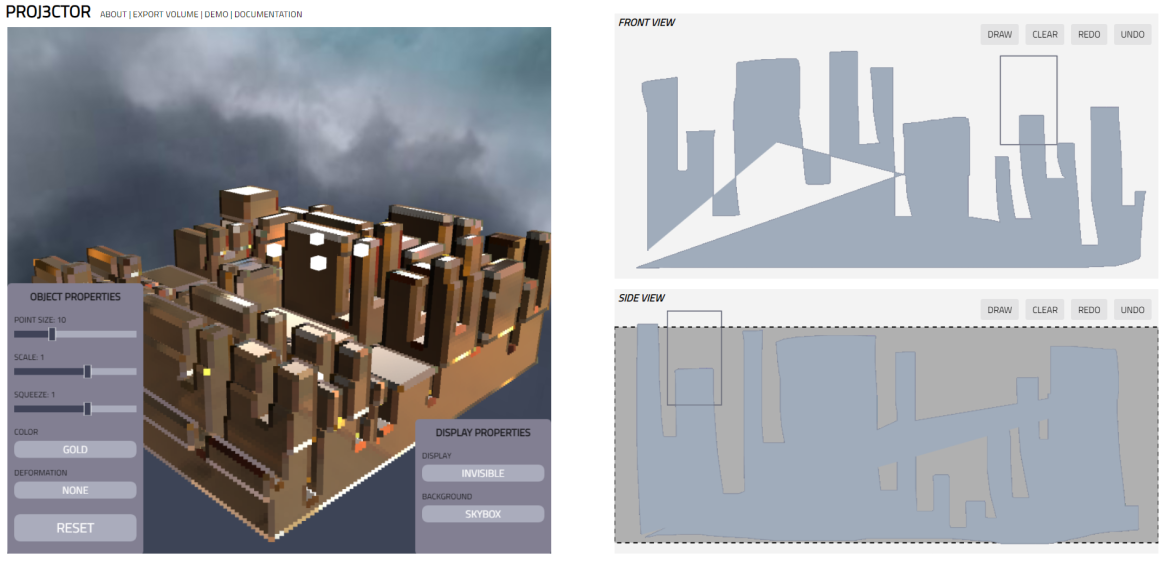 PROJ3CTOR ABOUT | EXPORT VOLUME | DEMO | DOCUMENTATION
OBJECT PROPERTIES
POINT SIZE: 10
SCALE: 1
SQUEEZE: 1
COLOR
GOLD
DEFORMATION
NONE
RESET
DISPLAY PROPERTIES
DISPLAY
INVISIBLE
BACKGROUND
SKYBOX
FRONT VIEW
DRAW CLEAR REDO UNDO
SIDE VIEW
DRAW CLEAR REDO UNDO